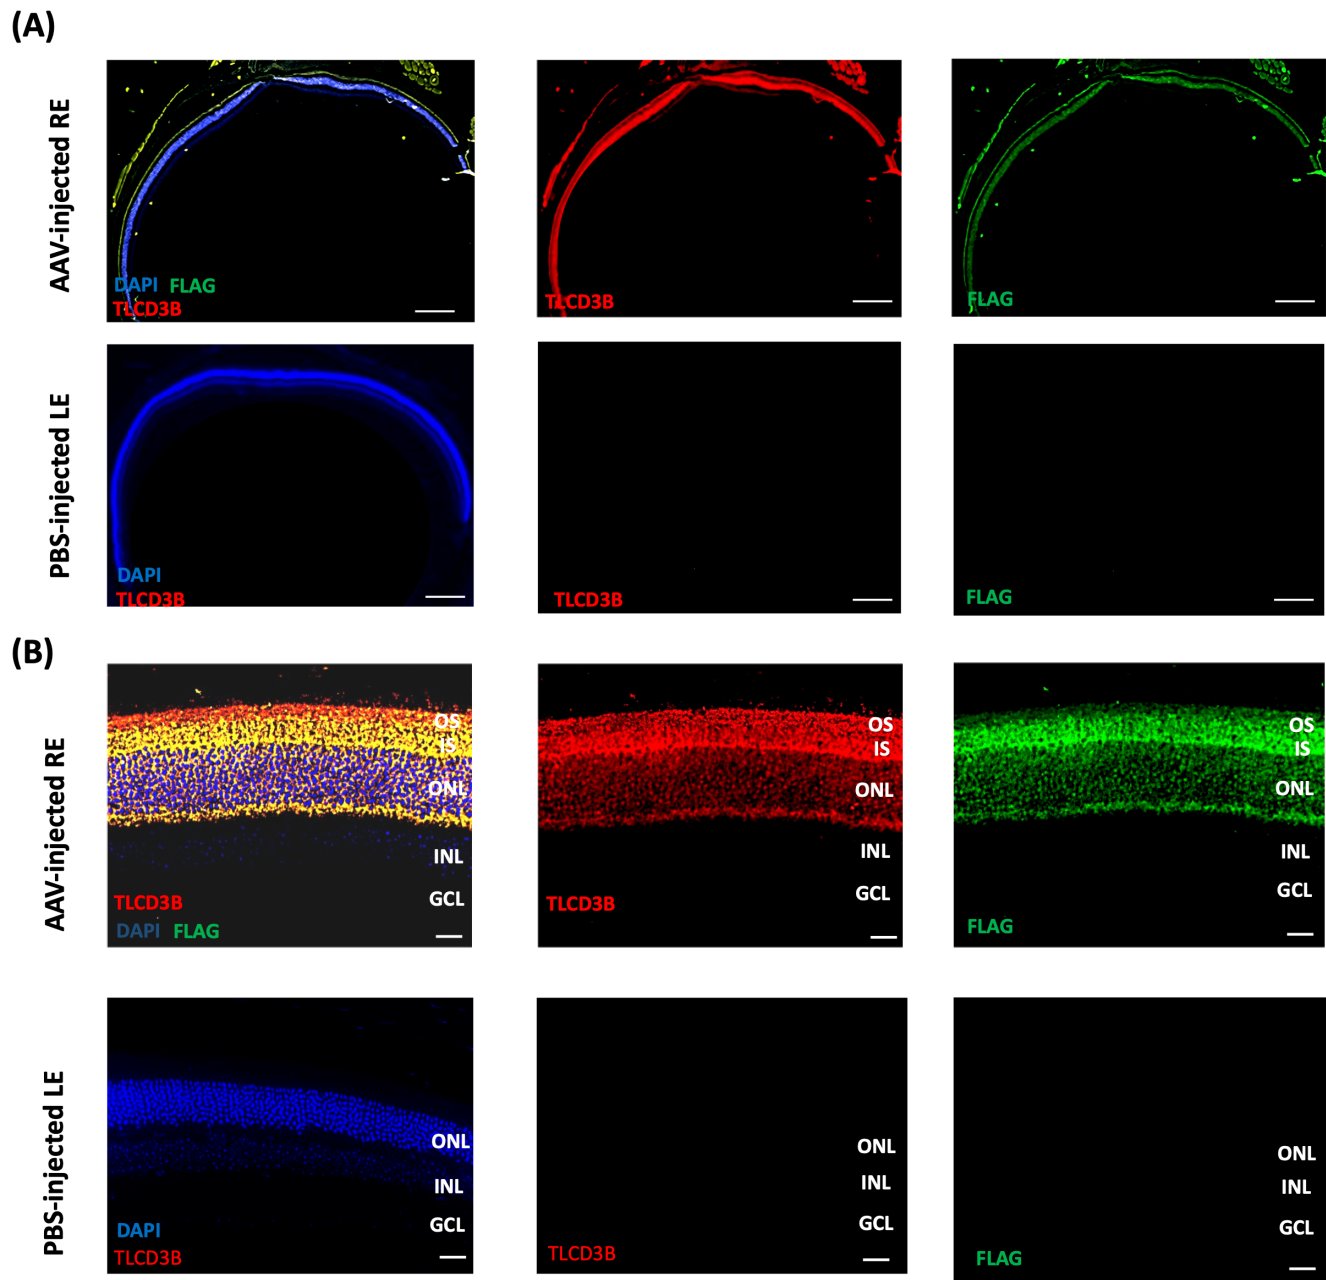 (A)
AAV-injected RE
DAPI FLAG
TLCD3B
TLCD3B
FLAG
PBS-injected LE
DAPI
TLCD3B
TLCD3B
FLAG
(B)
AAV-injected RE
OS
IS
ONL
INL
GCL
TLCD3B
DAPI FLAG
OS
IS
ONL
INL
GCL
TLCD3B
OS
IS
ONL
INL
GCL
FLAG
PBS-injected LE
ONL
INL
GCL
DAPI
TLCD3B
ONL
INL
GCL
TLCD3B
ONL
INL
GCL
FLAG